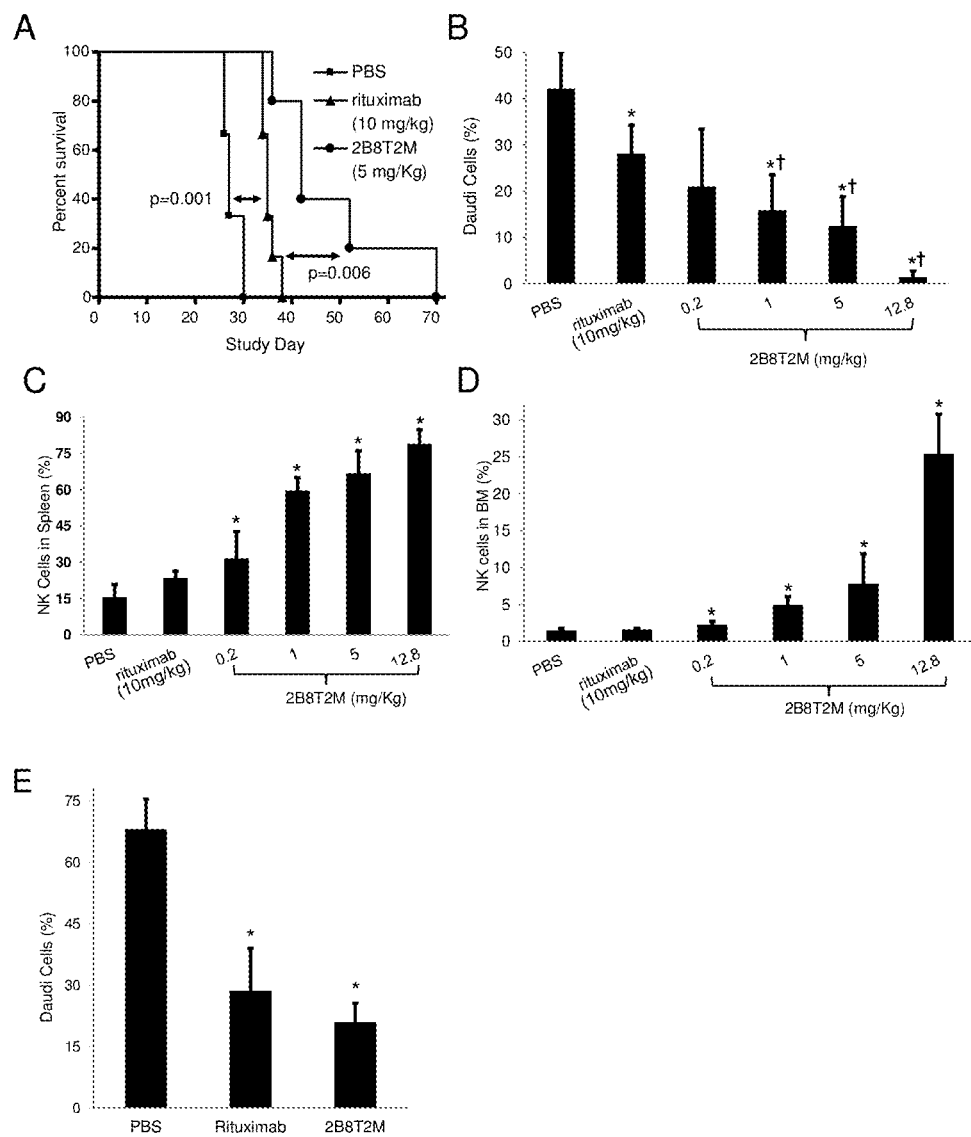 A
Percent survival
100
80
60
40
20
0
0
10
20
30
40
50
60
70
Study Day
PBS
rituximab
(10 mg/kg)
2B8T2M
(5 mg/Kg)
p=0.001
p=0.006
B
Daudi Cells (%)
50
40
30
20
10
0
*
*†
*†
*†
PBS
rituximab
(10mg/kg)
0.2
1
5
12.8
2B8T2M (mg/kg)
C
NK Cells in Spleen (%)
90
75
60
45
30
15
0
*
*
*
*
PBS
rituximab
(10mg/kg)
0.2
1
5
12.8
2B8T2M (mg/Kg)
D
NK cells in BM (%)
30
25
20
15
10
5
0
*
*
*
*
PBS
rituximab
(10mg/kg)
0.2
1
5
12.8
2B8T2M (mg/Kg)
E
Daudi Cells (%)
75
60
45
30
15
0
*
*
PBS
Rituximab
2B8T2M